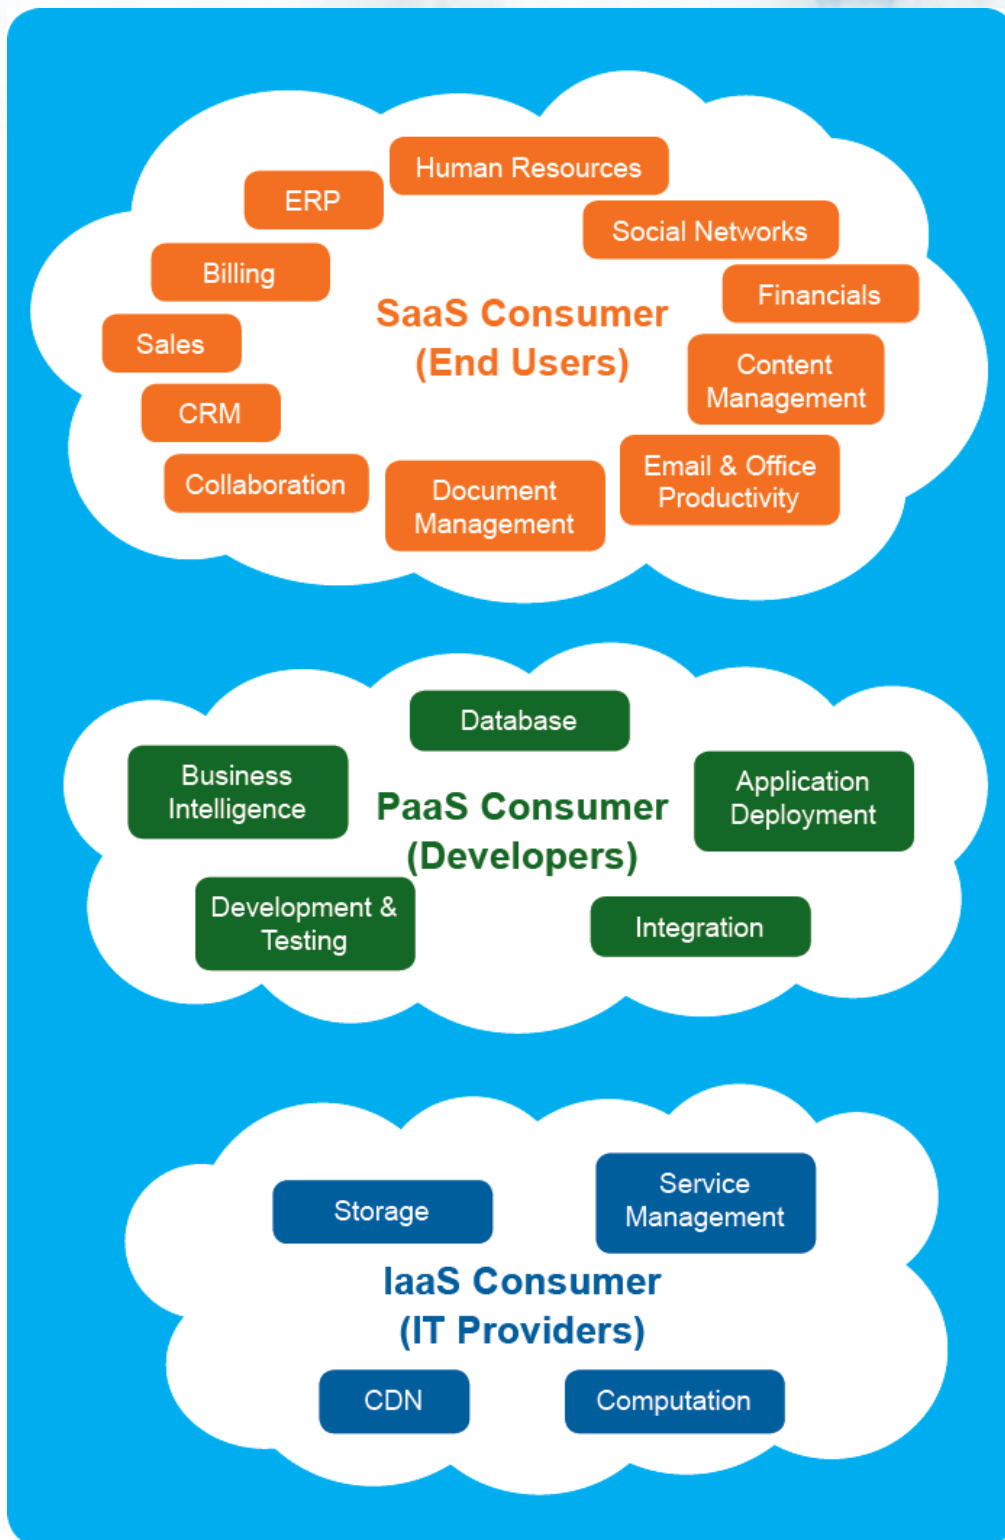 Human Resources
ERP
Social Networks
Billing
Financials
SaaS Consumer
(End Users)
Sales
Content
Management
CRM
Email & Office
Productivity
Collaboration
Document
Management
Database
Business
Intelligence
Application
Deployment
PaaS Consumer
(Developers)
Development &
Testing
Integration
Storage
Service
Management
IaaS Consumer
(IT Providers)
CDN
Computation